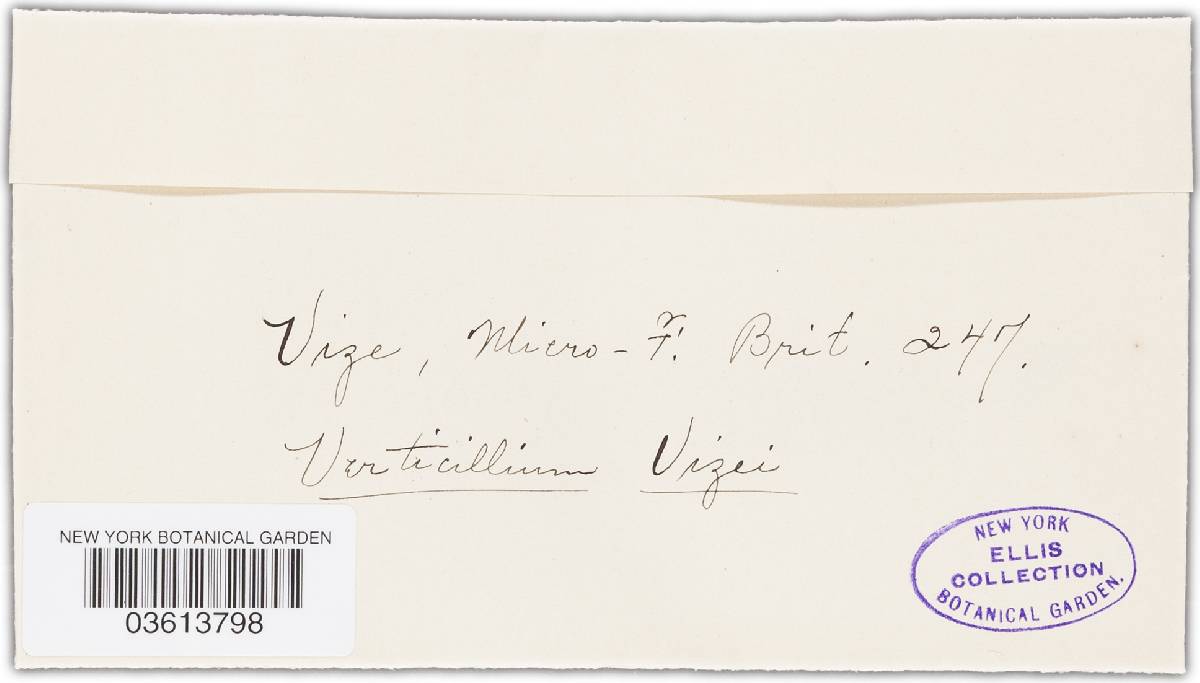 Vize, Micro-F. Brit. 247.
Verticillium Vizei
NEW YORK BOTANICAL GARDEN
03613798
NEW YORK
ELLIS
COLLECTION
BOTANICAL GARDEN.